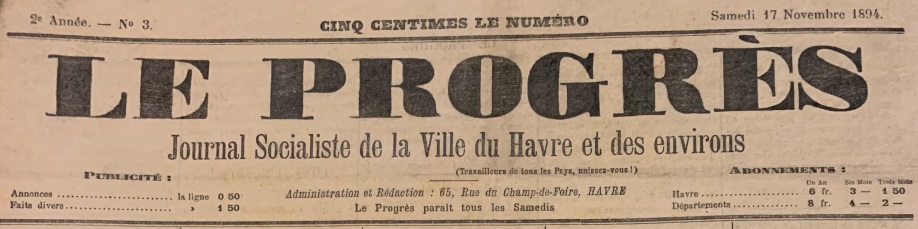 2e Année. — No 3.
CINQ CENTIMES LE NUMÉRO
Samedi 17 Novembre 1894.
LE PROGRÈS
Journal Socialiste de la Ville du Havre et des environs
(Travailleurs de tous les Pays, unissez-vous!)
PUBLICITÉ :
Annonces .................... la ligne 0 50
Faits divers.................... » 1 50
Administration et Rédaction : 65, Rue du Champ-de-Foire, HAVRE
Le Progrès paraît tous les Samedis
ABONNEMENTS :
Un An Six Mois Trois Mois
Havre.................... 6 fr. 3 — 1 50
Départements.................... 8 fr. 4 — 2 —